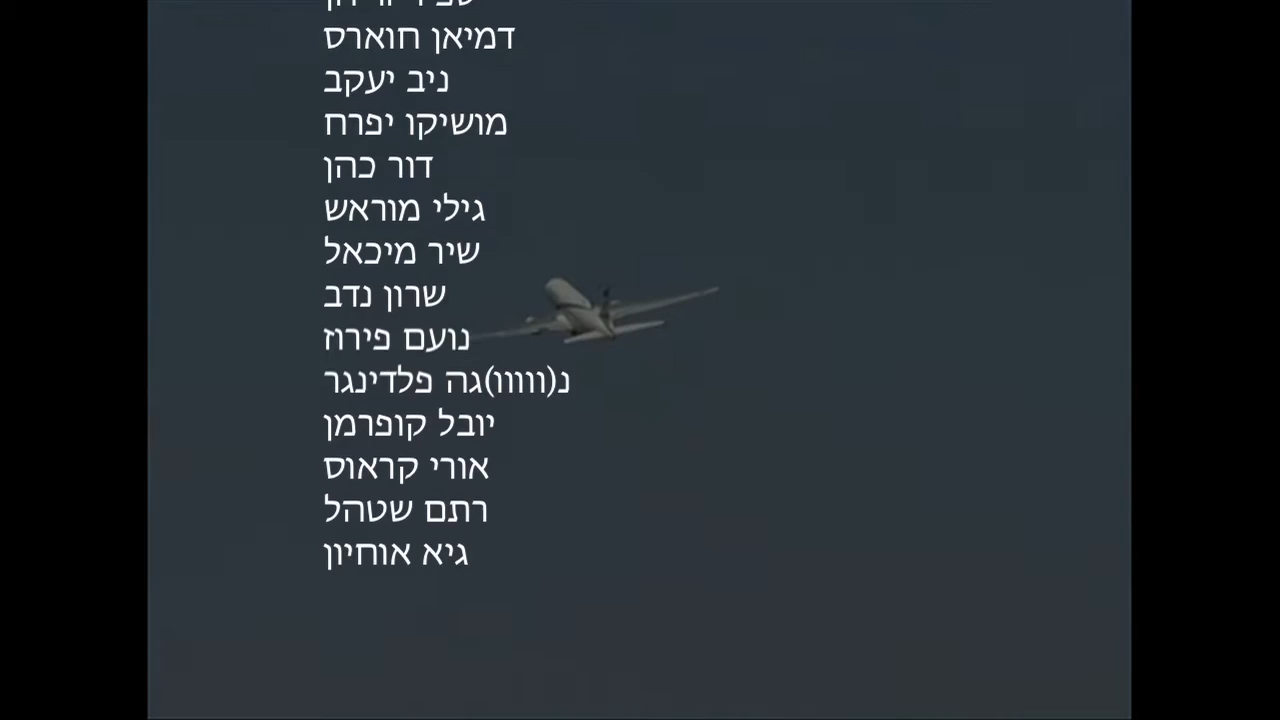 דמיאן חוארס
ניב יעקב
מושיקו יפרח
דור כהן
גילי מוראש
שיר מיכאל
שרון נדב
נועם פירוז
נ(ווווו)גה פלדינגר
יובל קופרמן
אורי קראוס
רתם שטהל
גיא אוחיון